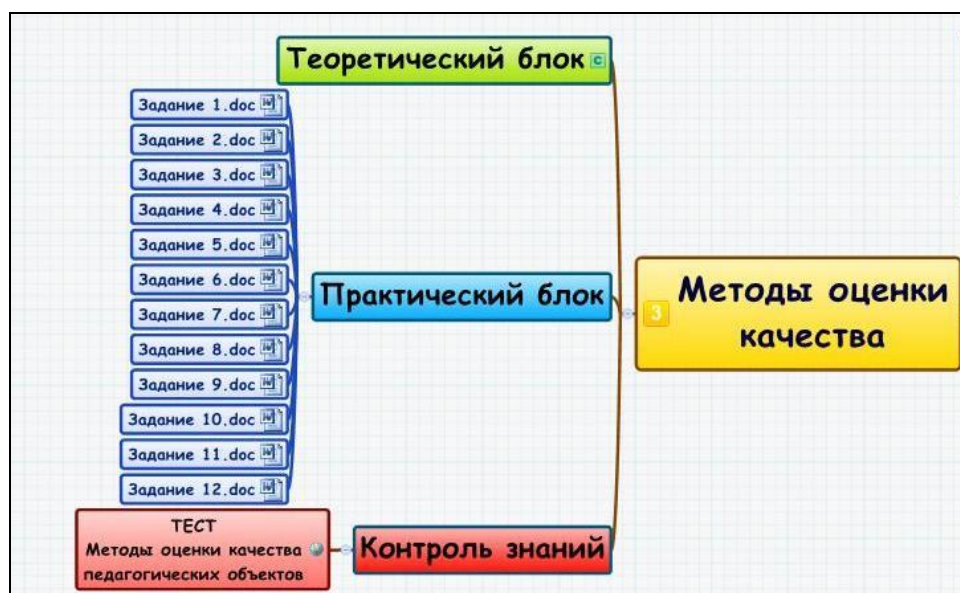 Теоретический блок
Задание 1.doc
Задание 2.doc
Задание 3.doc
Задание 4.doc
Задание 5.doc
Задание 6.doc
Задание 7.doc
Задание 8.doc
Задание 9.doc
Задание 10.doc
Задание 11.doc
Задание 12.doc
Практический блок
3
Методы оценки
качества
ТЕСТ
Методы оценки качества
педагогических объектов
Контроль знаний